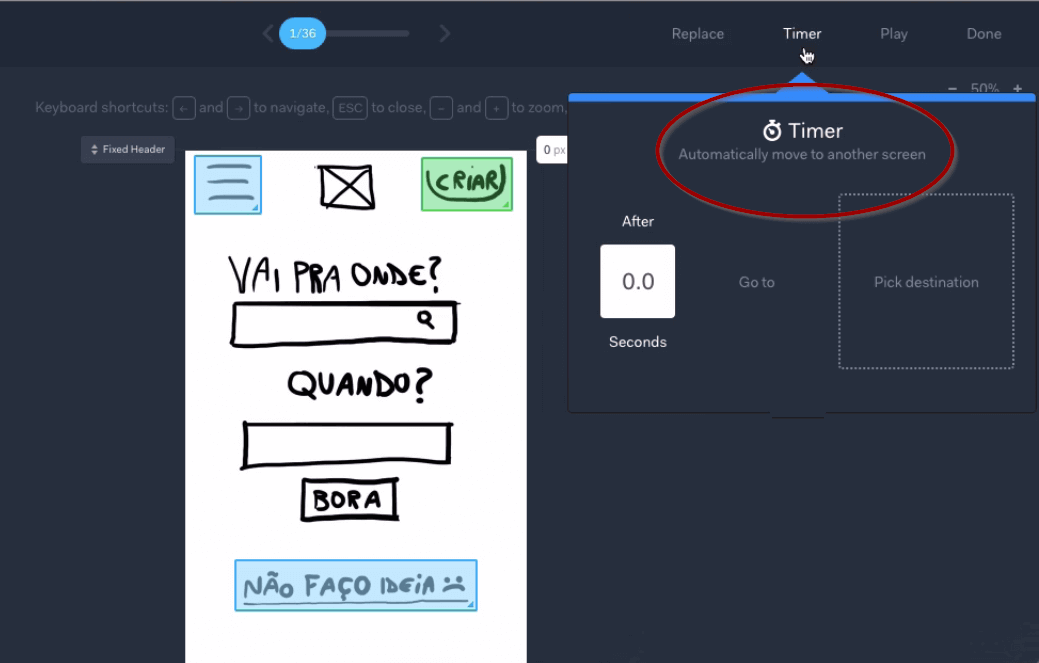 1/36
Replace
Timer
Play
Done
Keyboard shortcuts: ← and → to navigate, ESC to close, - and + to zoom,
− 50% +
Fixed Header
0 px
Timer
Automatically move to another screen
After
0.0
Seconds
Go to
Pick destination
CRIAR
VAI PRA ONDE?
QUANDO?
BORA
NÃO FAÇO IDEIA